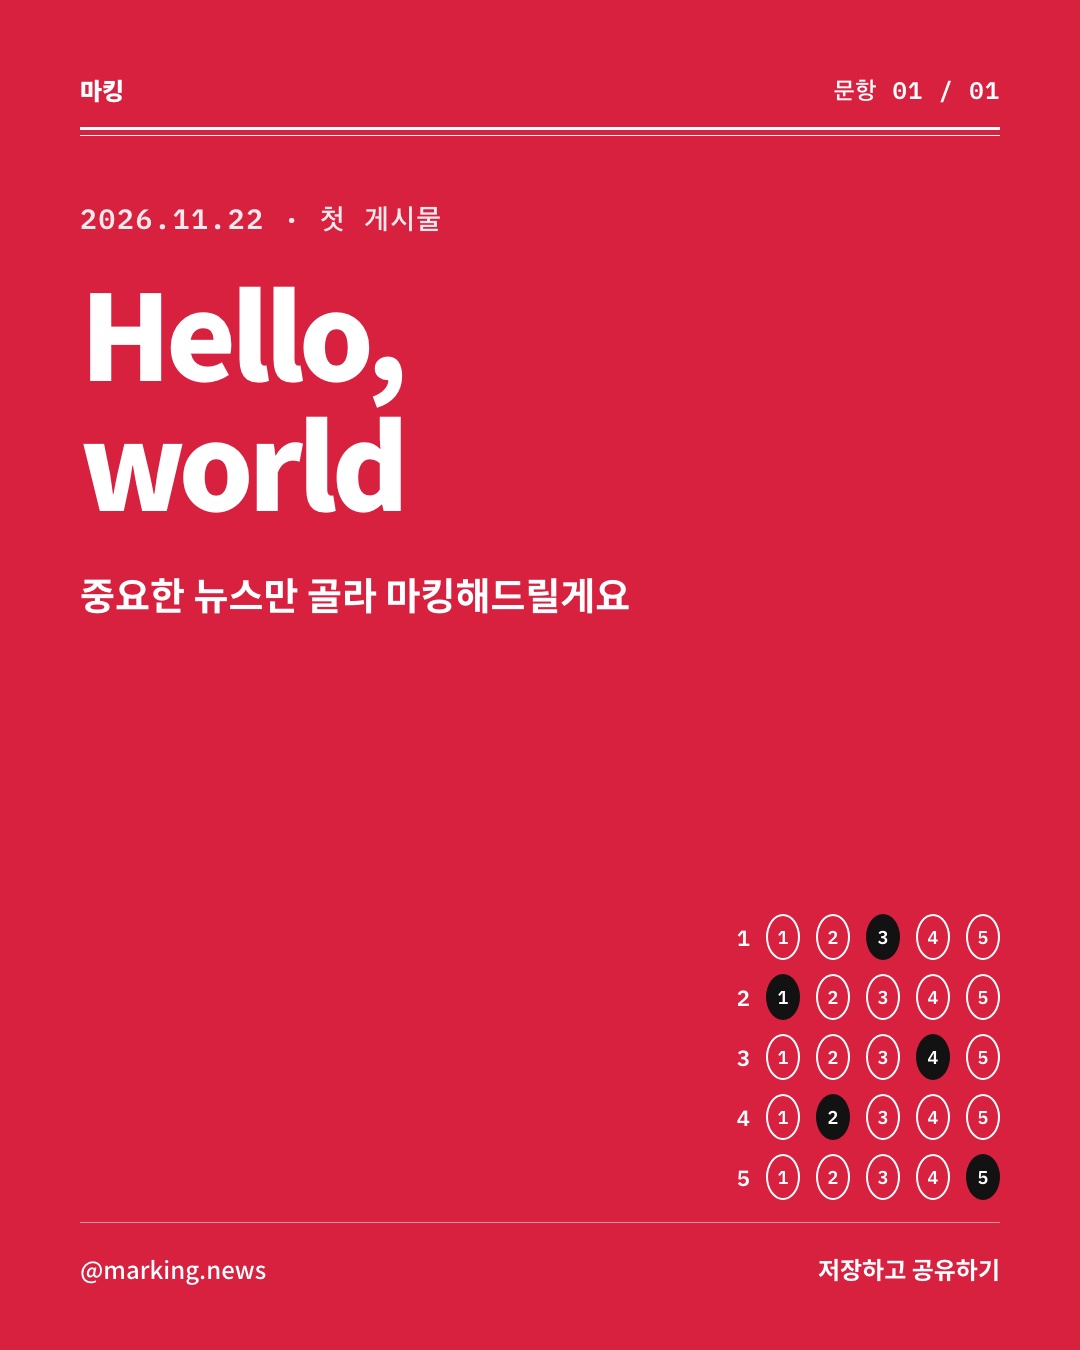 마킹
문항 01 / 01
2026.11.22 · 첫 게시물
Hello,
world
중요한 뉴스만 골라 마킹해드릴게요
1 1 2 3 4 5
2 1 2 3 4 5
3 1 2 3 4 5
4 1 2 3 4 5
5 1 2 3 4 5
@marking.news
저장하고 공유하기